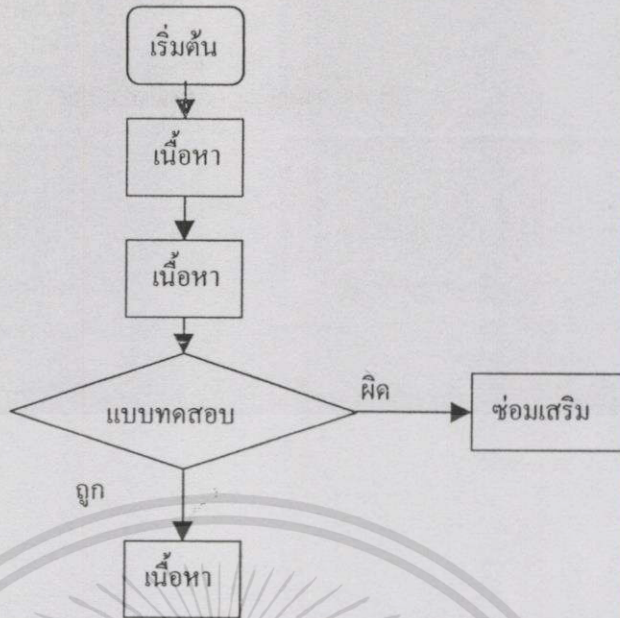 เริ่มต้น
เนื้อหา
เนื้อหา
แบบทดสอบ
ผิด
ซ่อมเสริม
ถูก
เนื้อหา